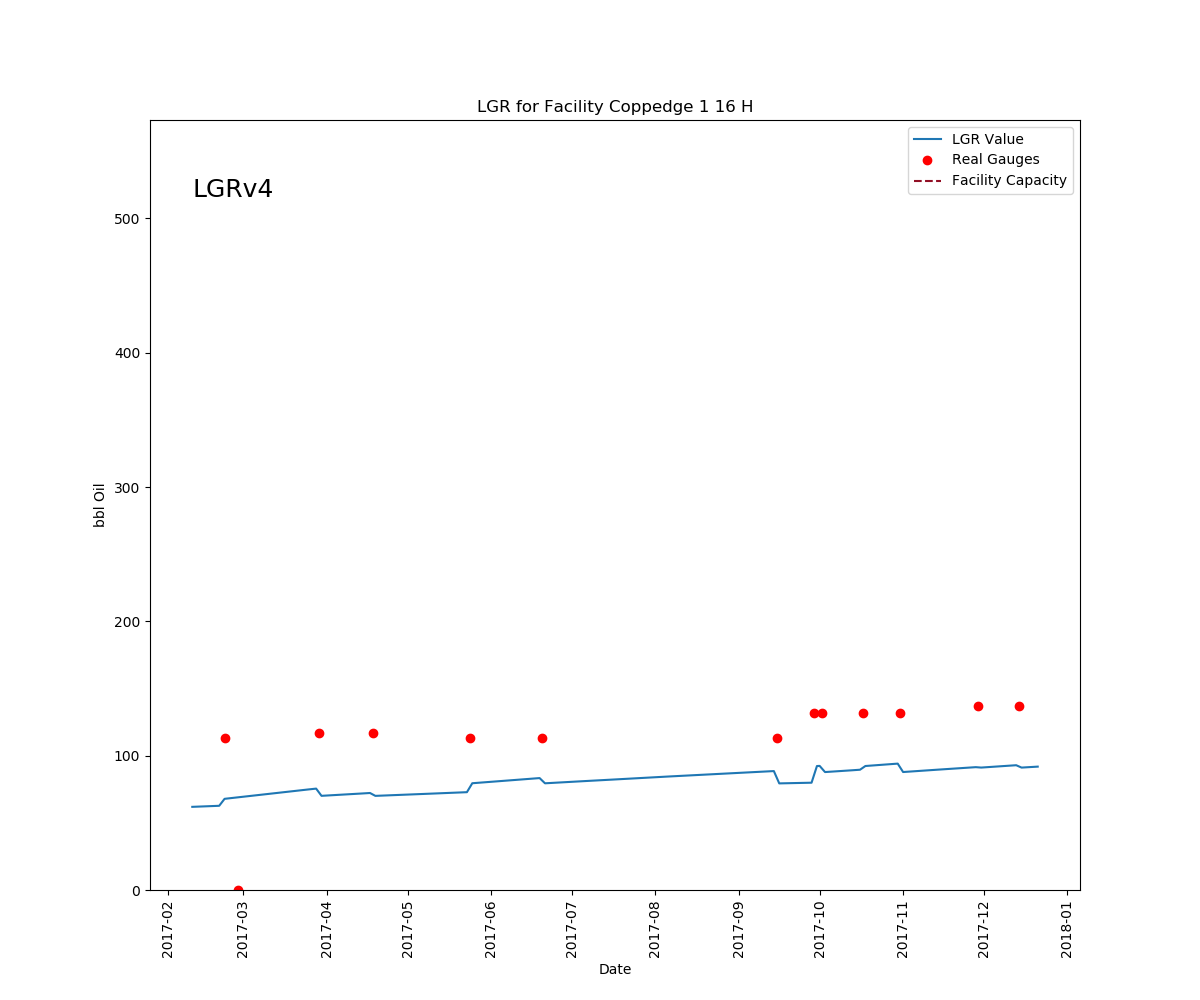 LGR for Facility Coppedge 1 16 H
LGRv4
LGR Value
Real Gauges
Facility Capacity
bbl Oil
500
400
300
200
100
0
2017-02
2017-03
2017-04
2017-05
2017-06
2017-07
2017-08
2017-09
2017-10
2017-11
2017-12
2018-01
Date